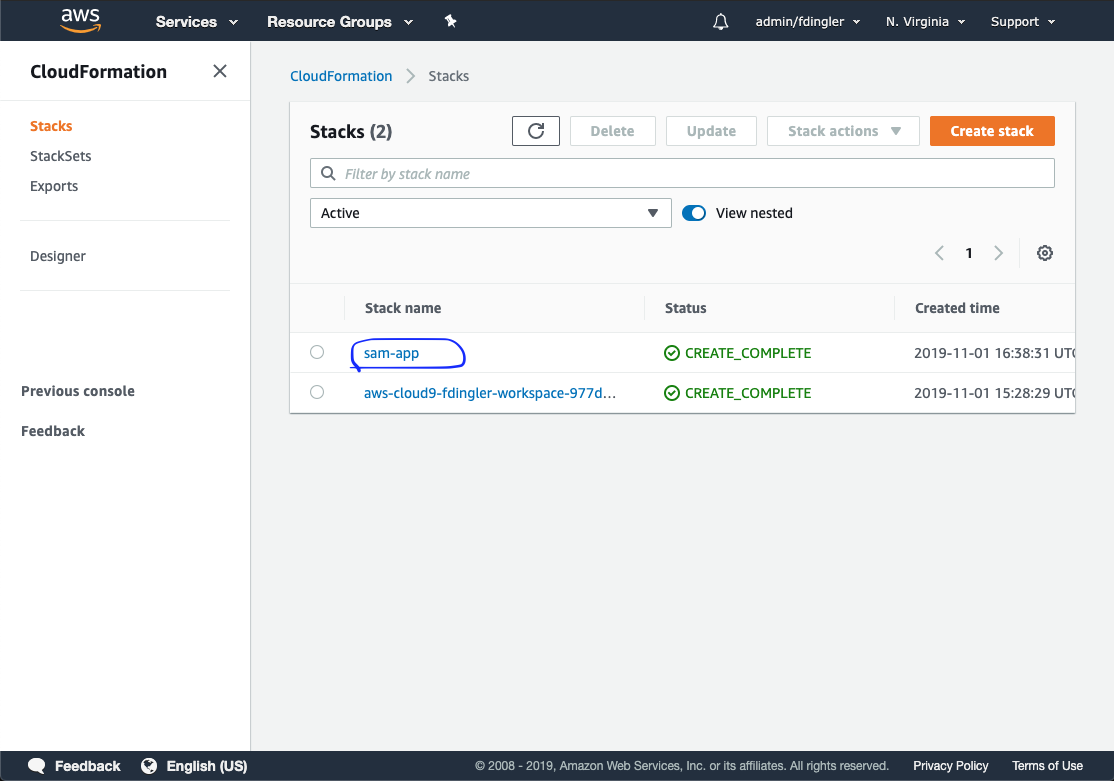 aws Services Resource Groups admin/fdingler N. Virginia Support
CloudFormation
Stacks
StackSets
Exports
Designer
Previous console
Feedback
CloudFormation Stacks
Stacks (2) Delete Update Stack actions Create stack
Filter by stack name
Active View nested
1
Stack name Status Created time
sam-app CREATE_COMPLETE 2019-11-01 16:38:31 UTC
aws-cloud9-fdingler-workspace-977d... CREATE_COMPLETE 2019-11-01 15:28:29 UTC
Feedback English (US) © 2008 - 2019, Amazon Web Services, Inc. or its affiliates. All rights reserved. Privacy Policy Terms of Use